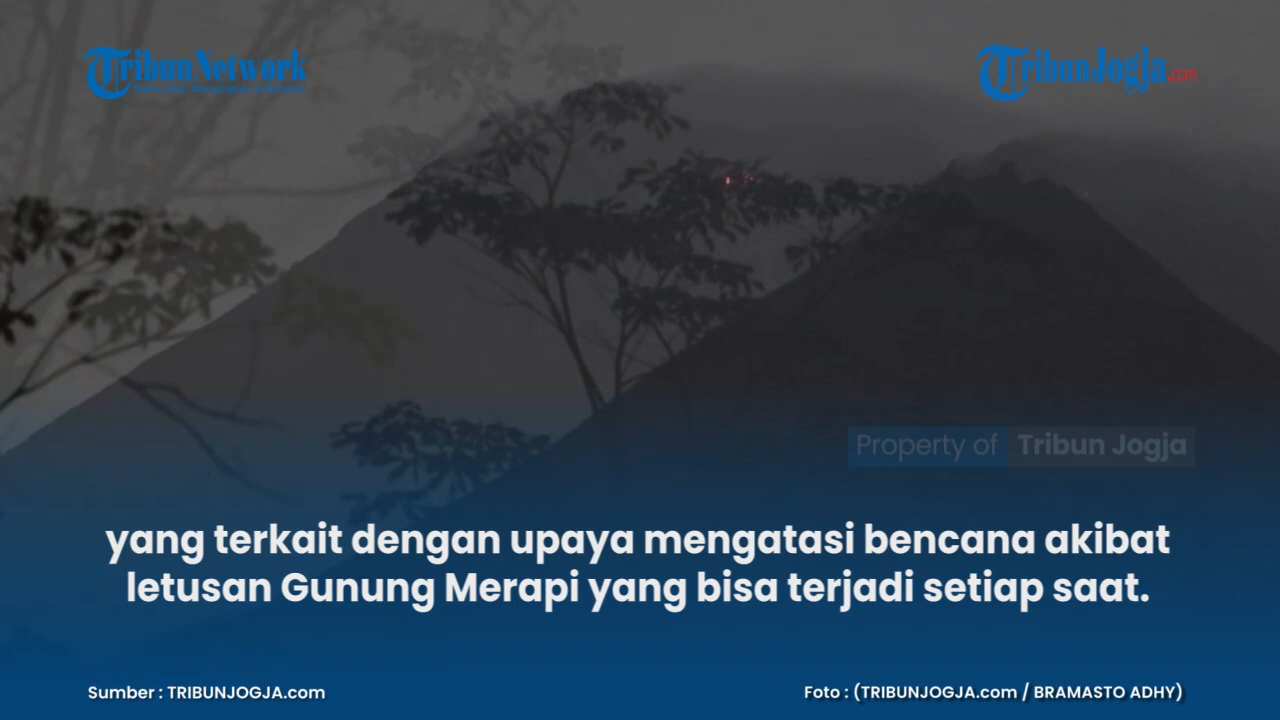 TribunNetwork
TribunJogja.com
Property of Tribun Jogja
yang terkait dengan upaya mengatasi bencana akibat
letusan Gunung Merapi yang bisa terjadi setiap saat.
Sumber : TRIBUNJOGJA.com
Foto : (TRIBUNJOGJA.com / BRAMASTO ADHY)